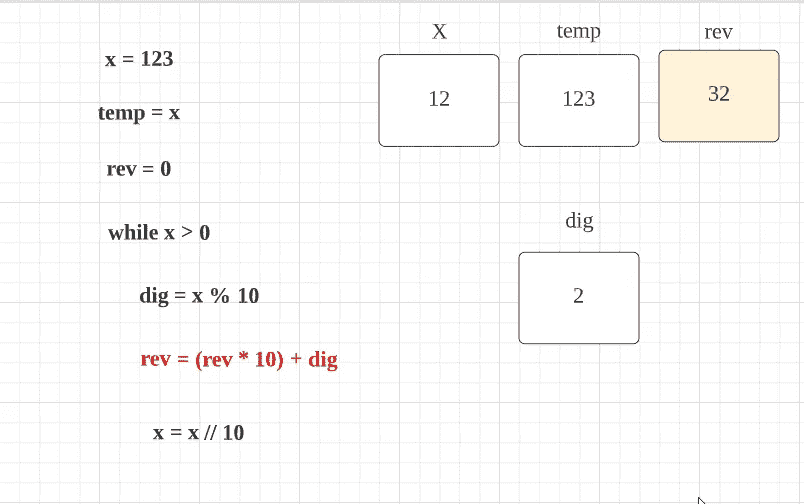 x = 123
temp = x
rev = 0
while x > 0
dig = x % 10
rev = (rev * 10) + dig
x = x // 10
X temp rev
12 123 32
dig
2